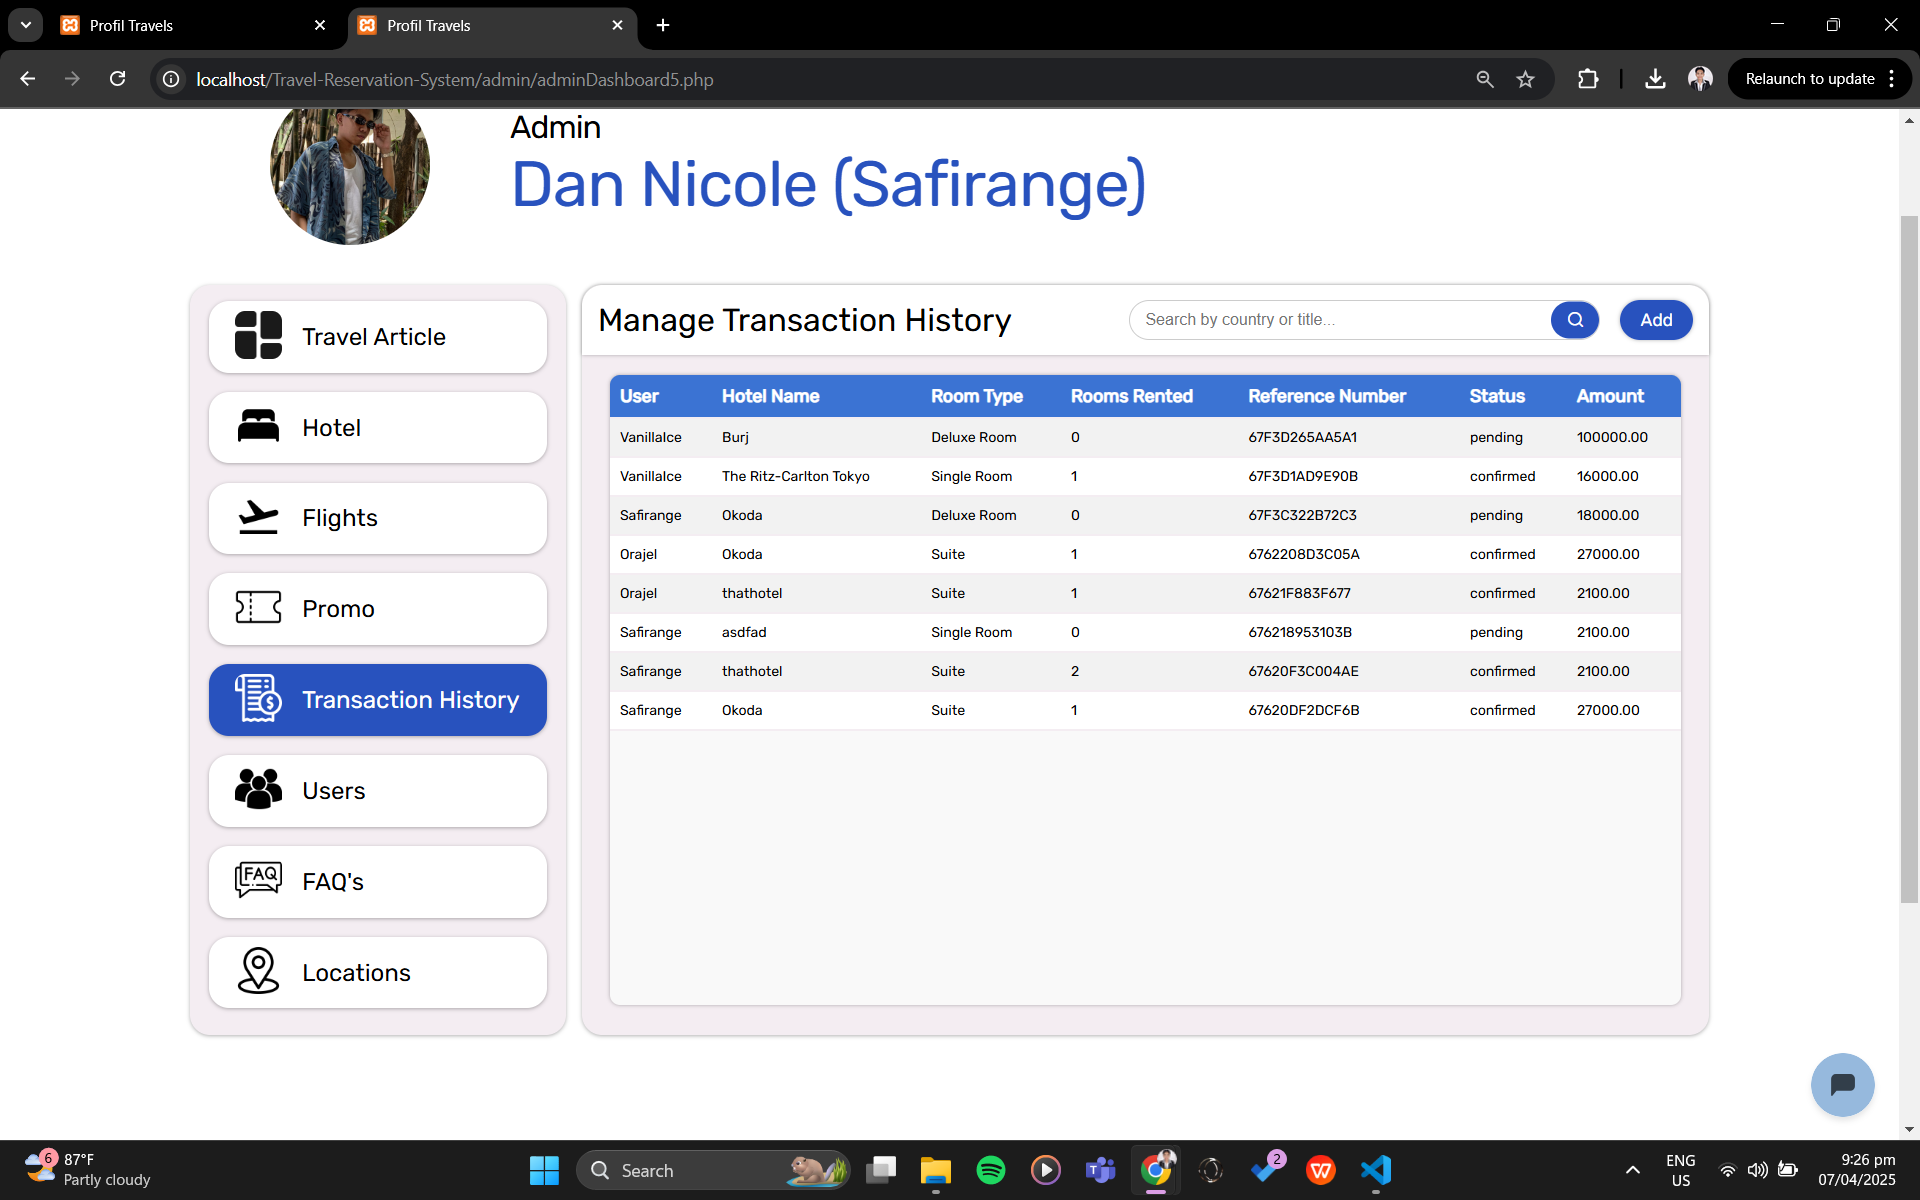 Profil Travels
Profil Travels
localhost/Travel-Reservation-System/admin/adminDashboard5.php
Relaunch to update
Admin
Dan Nicole (Safirange)
Travel Article
Hotel
Flights
Promo
Transaction History
Users
FAQ
FAQ's
Locations
Manage Transaction History
Search by country or title...
Add
User Hotel Name Room Type Rooms Rented Reference Number Status Amount
VanillaIce Burj Deluxe Room 0 67F3D265AA5A1 pending 100000.00
VanillaIce The Ritz-Carlton Tokyo Single Room 1 67F3D1AD9E90B confirmed 16000.00
Safirange Okoda Deluxe Room 0 67F3C322B72C3 pending 18000.00
Orajel Okoda Suite 1 6762208D3C05A confirmed 27000.00
Orajel thathotel Suite 1 67621F883F677 confirmed 2100.00
Safirange asdfad Single Room 0 676218953103B pending 2100.00
Safirange thathotel Suite 2 67620F3C004AE confirmed 2100.00
Safirange Okoda Suite 1 67620DF2DCF6B confirmed 27000.00
6
87°F
Partly cloudy
Search
2
ENG
US
9:26 pm
07/04/2025